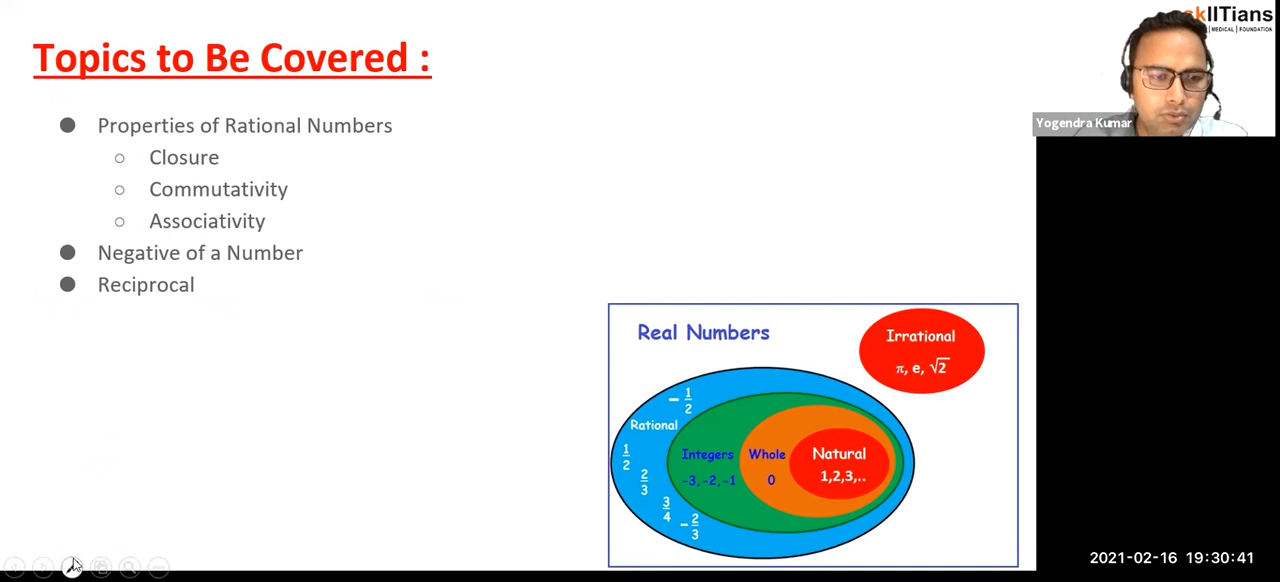 skIITians
| MEDICAL | FOUNDATION
Topics to Be Covered :
Yogendra Kumar
● Properties of Rational Numbers
○ Closure
○ Commutativity
○ Associativity
● Negative of a Number
● Reciprocal
Real Numbers
Irrational
π, e, √2
- 1/2
Rational
1/2
2/3
3/4
- 2/3
Integers
-3,-2,-1
Whole
0
Natural
1,2,3,..
2021-02-16 19:30:41